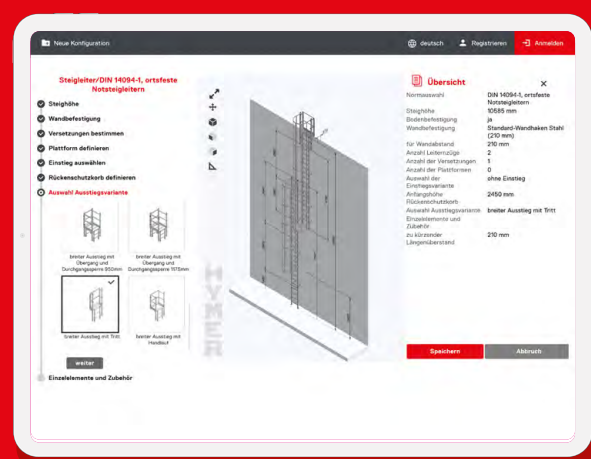 Neue Konfiguration
deutsch
Registrieren
Anmelden
Steigleiter/DIN 14094-1, ortsfeste
Notsteigleitern
Steighöhe
Wandbefestigung
Versetzungen bestimmen
Plattform definieren
Einstieg auswählen
Rückenschutzkorb definieren
Auswahl Ausstiegsvariante
breiter Ausstieg mit
Übergang und
Durchgangssperre 950mm
breiter Ausstieg mit
Übergang und
Durchgangssperre 1975mm
breiter Ausstieg mit Tritt
breiter Ausstieg mit
Handlauf
weiter
Einzelelemente und Zubehör
HYMER
Übersicht
Normauswahl DIN 14094-1, ortsfeste
Notsteigleitern
Steighöhe 10585 mm
Bodenbefestigung ja
Wandbefestigung Standard-Wandhaken Stahl
(210 mm)
für Wandabstand 210 mm
Anzahl Leiternzüge 2
Anzahl der Versetzungen 1
Anzahl der Plattformen 0
Auswahl der ohne Einstieg
Einstiegsvariante
Anfangshöhe 2450 mm
Rückenschutzkorb
Auswahl Ausstiegsvariante breiter Ausstieg mit Tritt
Einzelelemente und
Zubehör
zu kürzender 210 mm
Längenüberstand
Speichern
Abbruch